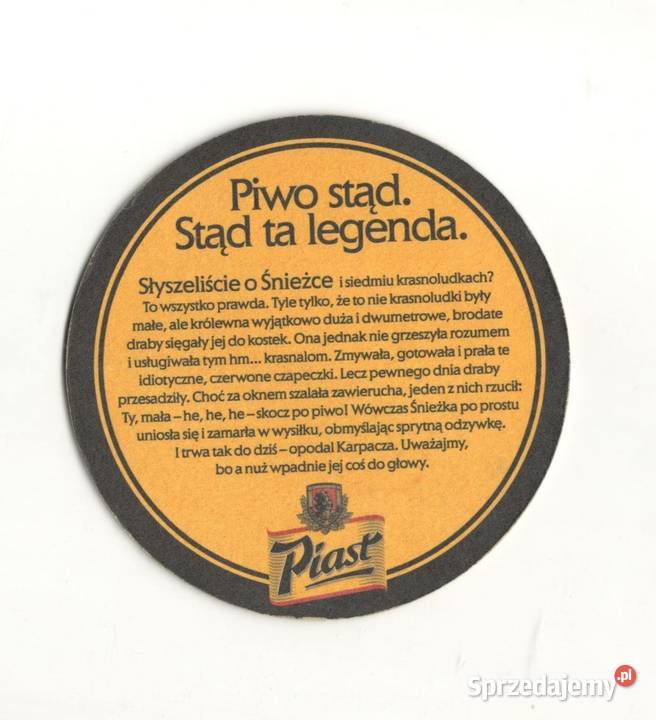 Piwo stąd.
Stąd ta legenda.
Słyszeliście o Śnieżce i siedmiu krasnoludkach?
To wszystko prawda. Tyle tylko, że to nie krasnoludki były
małe, ale królewna wyjątkowo duża i dwumetrowe, brodate
draby sięgały jej do kostek. Ona jednak nie grzeszyła rozumem
i usługiwała tym hm... krasnalom. Zmywała, gotowała i prała te
idiotyczne, czerwone czapeczki. Lecz pewnego dnia draby
przesadziły. Choć za oknem szalała zawierucha, jeden z nich rzucił:
Ty, mała – he, he, he – skocz po piwo! Wówczas Śnieżka po prostu
uniosła się i zamarła w wysiłku, obmyślając sprytną odzywkę.
I trwa tak do dziś – opodal Karpacza. Uważajmy,
bo a nuż wpadnie jej coś do głowy.
Piast
Sprzedajemy.pl